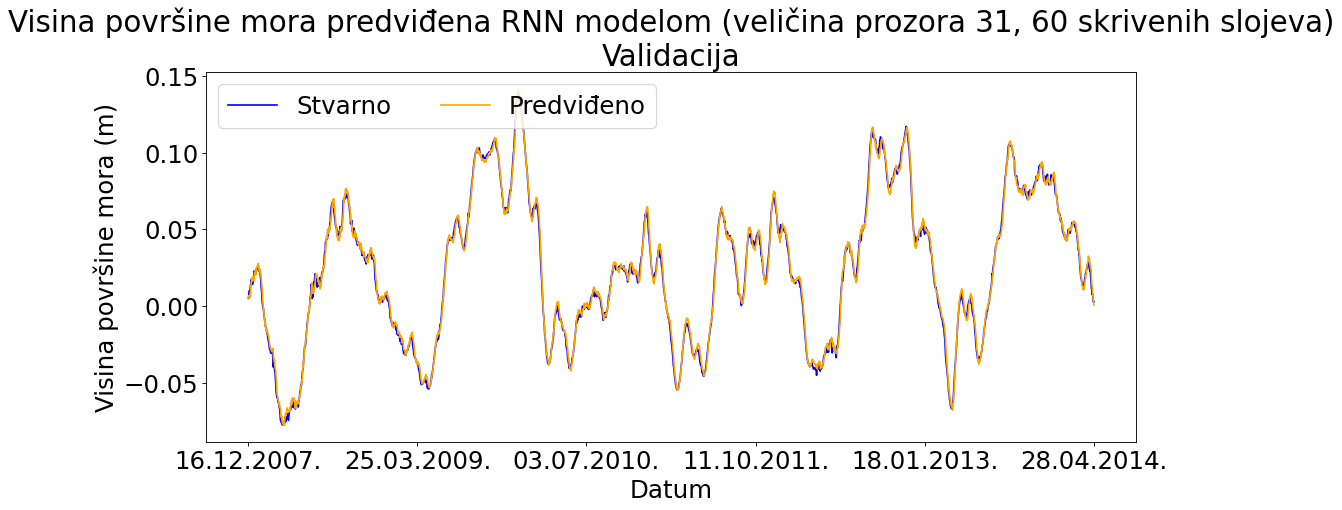 Visina površine mora predviđena RNN modelom (veličina prozora 31, 60 skrivenih slojeva)
Validacija
Stvarno Predviđeno
Visina površine mora (m)
0.15
0.10
0.05
0.00
−0.05
16.12.2007. 25.03.2009. 03.07.2010. 11.10.2011. 18.01.2013. 28.04.2014.
Datum